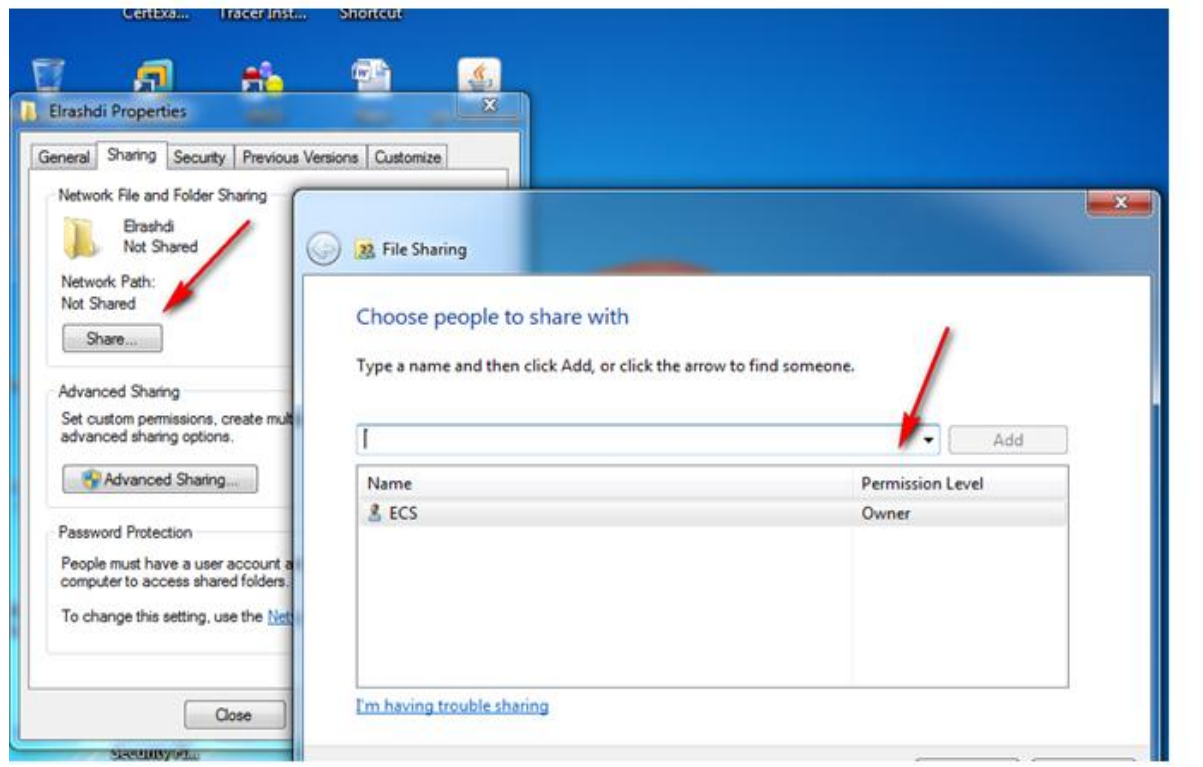 CertExa...
Tracer Inst...
Shortcut
Elrashdi Properties
General
Sharing
Security
Previous Versions
Customize
Network File and Folder Sharing
Elrashdi
Not Shared
Network Path:
Not Shared
Share...
Advanced Sharing
Set custom permissions, create
advanced sharing options.
Advanced Sharing...
Password Protection
People must have a user account
computer to access shared folders.
To change this setting, use the
Close
File Sharing
Choose people to share with
Type a name and then click Add, or click the arrow to find someone.
Add
Name
Permission Level
ECS
Owner
I'm having trouble sharing